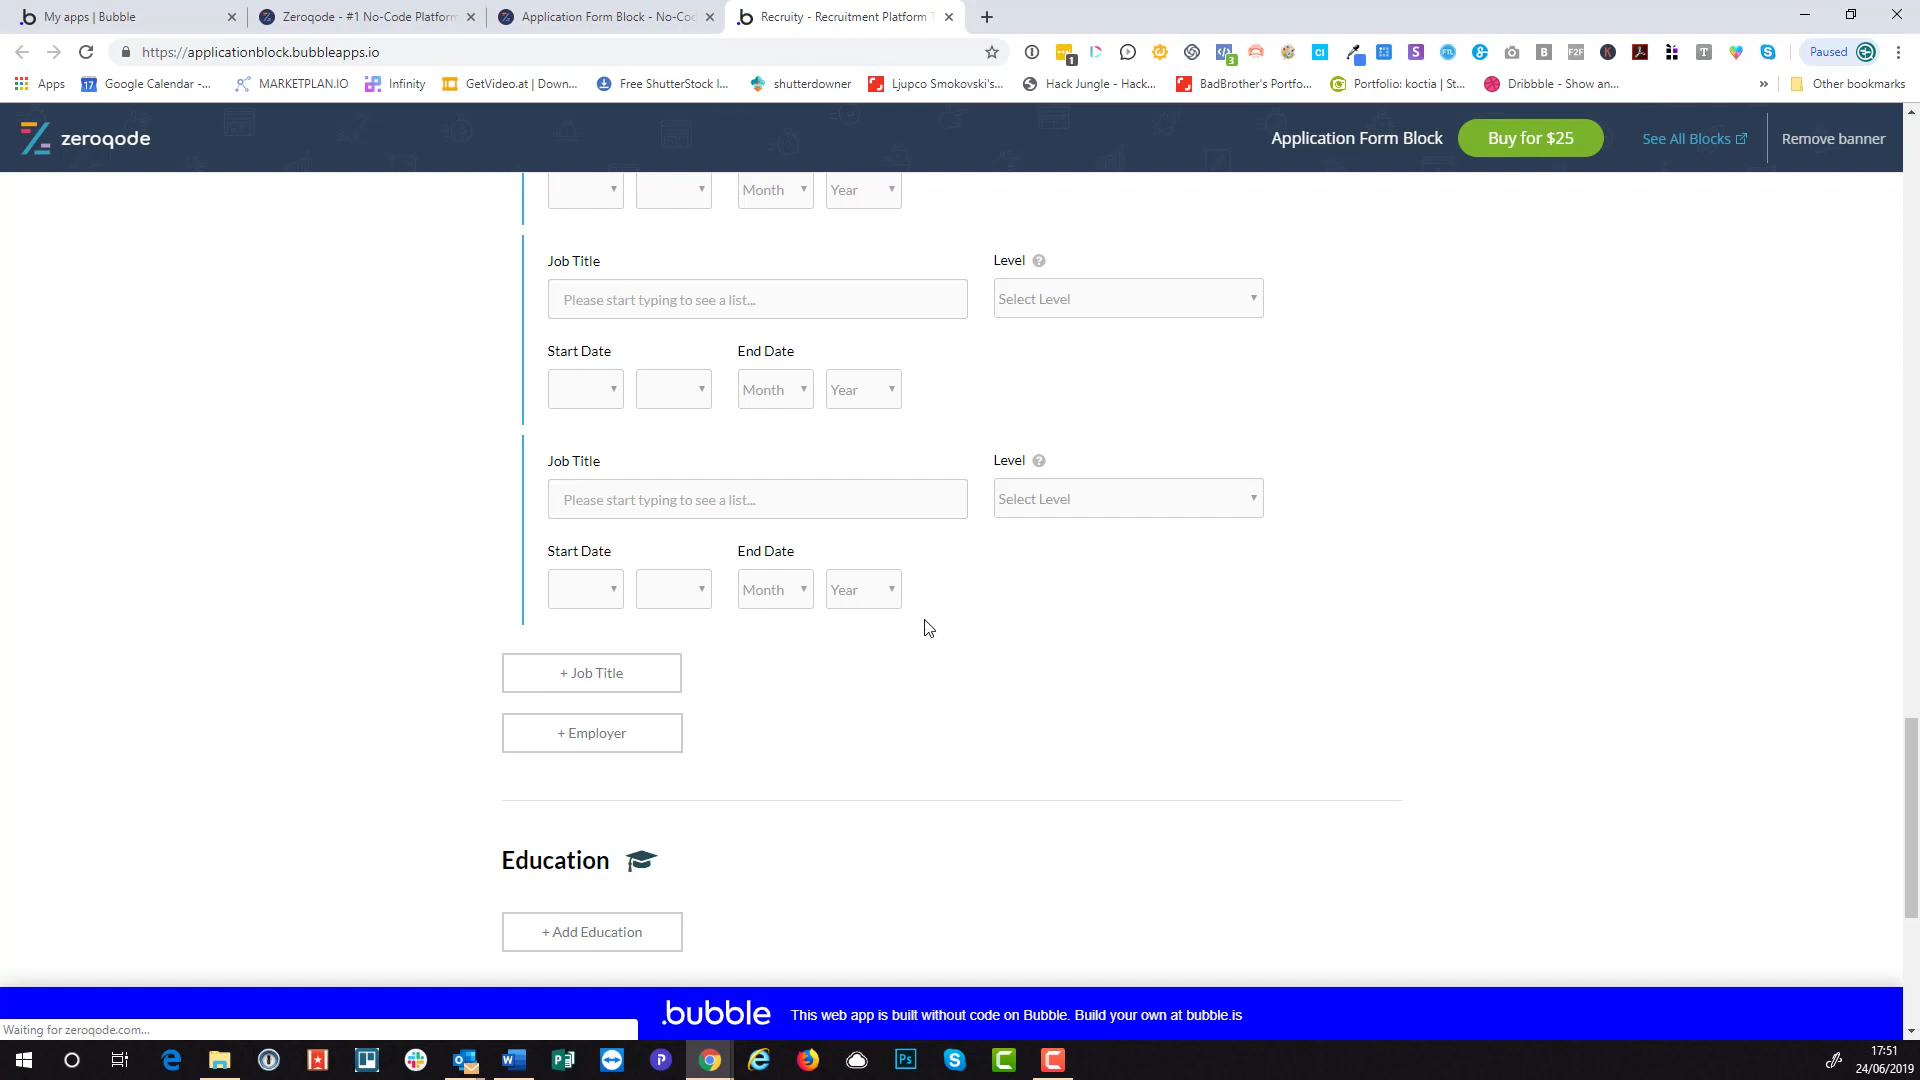 My apps | Bubble
Zeroqode - #1 No-Code Platform
Application Form Block - No-Coc
Recruity - Recruitment Platform T
https://applicationblock.bubbleapps.io
Paused
Apps
Google Calendar -...
MARKETPLAN.IO
Infinity
GetVideo.at | Down...
Free ShutterStock I...
shutterdowner
Ljupco Smokovski's...
Hack Jungle - Hack...
BadBrother's Portfo...
Portfolio: koctia | St...
Dribbble - Show an...
»
Other bookmarks
zeroqode
Application Form Block
Buy for $25
See All Blocks
Remove banner
Month
Year
Job Title
Level ?
Please start typing to see a list...
Select Level
Start Date
End Date
Month
Year
Job Title
Level ?
Please start typing to see a list...
Select Level
Start Date
End Date
Month
Year
+ Job Title
+ Employer
Education
+ Add Education
.bubble
This web app is built without code on Bubble. Build your own at bubble.is
Waiting for zeroqode.com...
17:51
24/06/2019